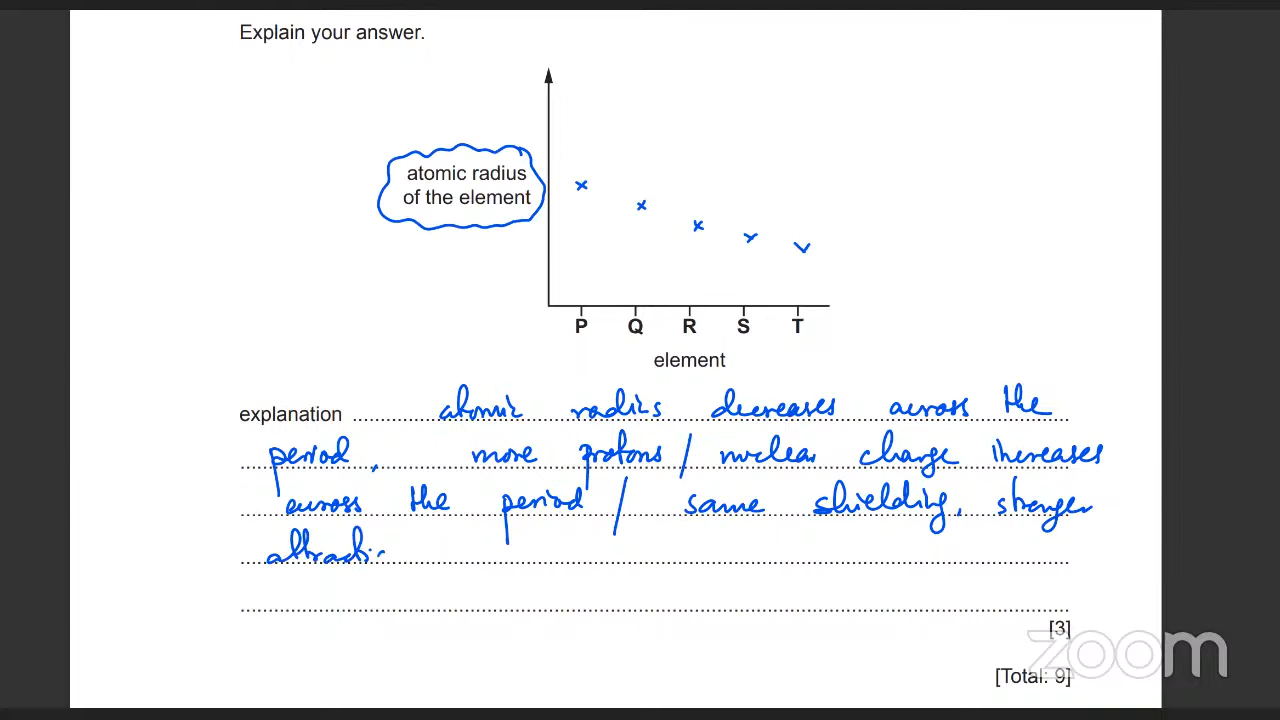 Explain your answer.
atomic radius
of the element
P Q R S T
element
explanation atomic radius decreases across the
period, more protons / nuclear charge increases
across the period / same shielding, stronger
attracti
[3]
zoom
[Total: 9]